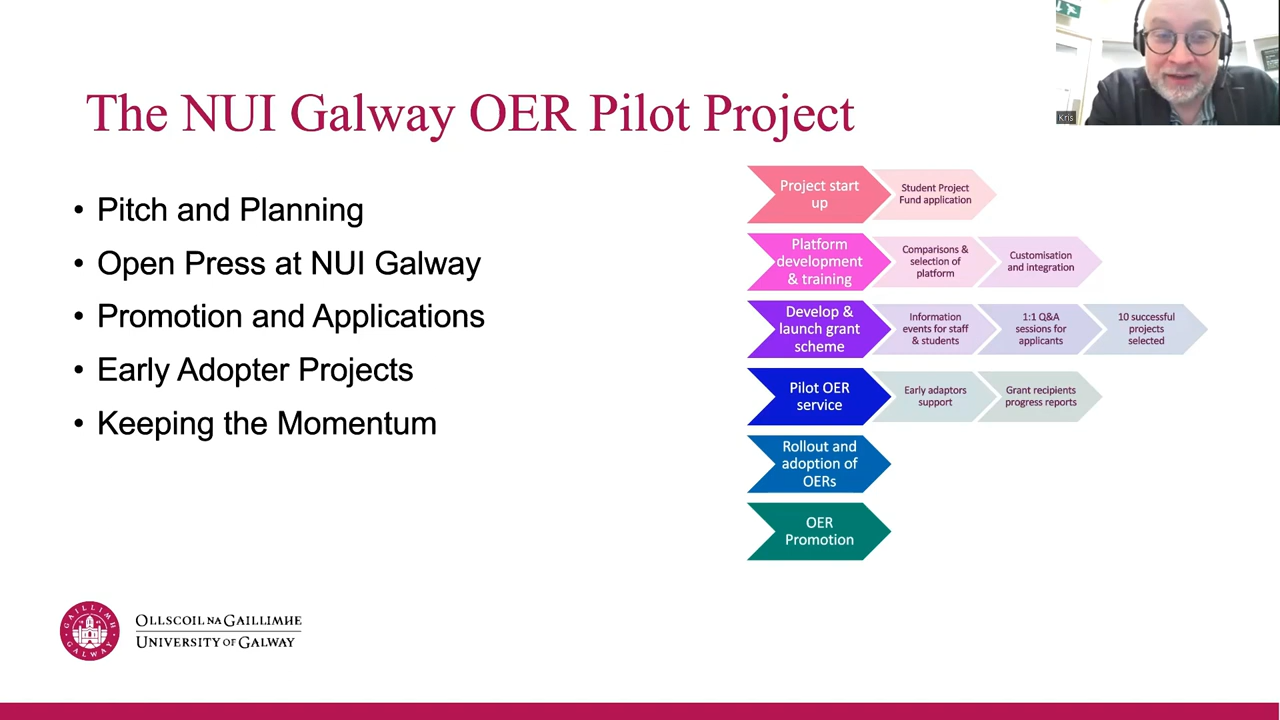 The NUI Galway OER Pilot Project
Kris
• Pitch and Planning
• Open Press at NUI Galway
• Promotion and Applications
• Early Adopter Projects
• Keeping the Momentum
Project start
up
Student Project
Fund application
Platform
development
& training
Comparisons &
selection of
platform
Customisation
and integration
Develop &
launch grant
scheme
Information
events for staff
& students
1:1 Q&A
sessions for
applicants
10 successful
projects
selected
Pilot OER
service
Early adaptors
support
Grant recipients
progress reports
Rollout and
adoption of
OERs
OER
Promotion
GAILLIMH
GALWAY
OLLSCOIL NA GAILLIMHE
UNIVERSITY OF GALWAY